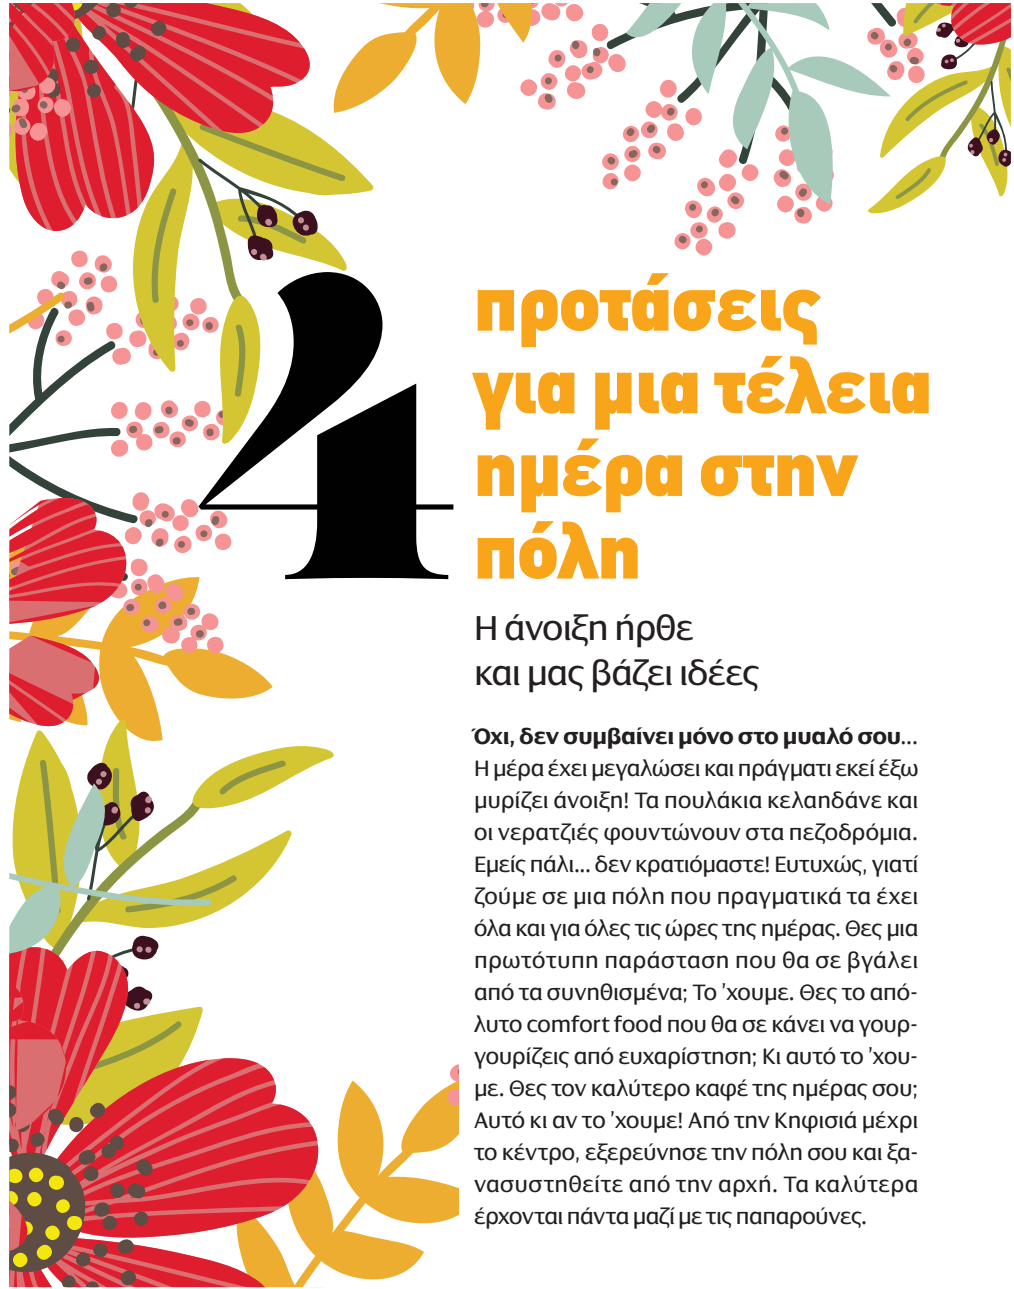 4
προτάσεις
για μια τέλεια
ημέρα στην
πόλη
Η άνοιξη ήρθε
και μας βάζει ιδέες
Όχι, δεν συμβαίνει μόνο στο μυαλό σου...
Η μέρα έχει μεγαλώσει και πράγματι εκεί έξω
μυρίζει άνοιξη! Τα πουλάκια κελαηδάνε και
οι νερατζιές φουντώνουν στα πεζοδρόμια.
Εμείς πάλι... δεν κρατιόμαστε! Ευτυχώς, γιατί
ζούμε σε μια πόλη που πραγματικά τα έχει
όλα και για όλες τις ώρες της ημέρας. Θες μια
πρωτότυπη παράσταση που θα σε βγάλει
από τα συνηθισμένα; Το ’χουμε. Θες το από-
λυτο comfort food που θα σε κάνει να γουρ-
γουρίζεις από ευχαρίστηση; Κι αυτό το ’χου-
με. Θες τον καλύτερο καφέ της ημέρας σου;
Αυτό κι αν το ’χουμε! Από την Κηφισιά μέχρι
το κέντρο, εξερεύνησε την πόλη σου και ξα-
νασυστηθείτε από την αρχή. Τα καλύτερα
έρχονται πάντα μαζί με τις παπαρούνες.